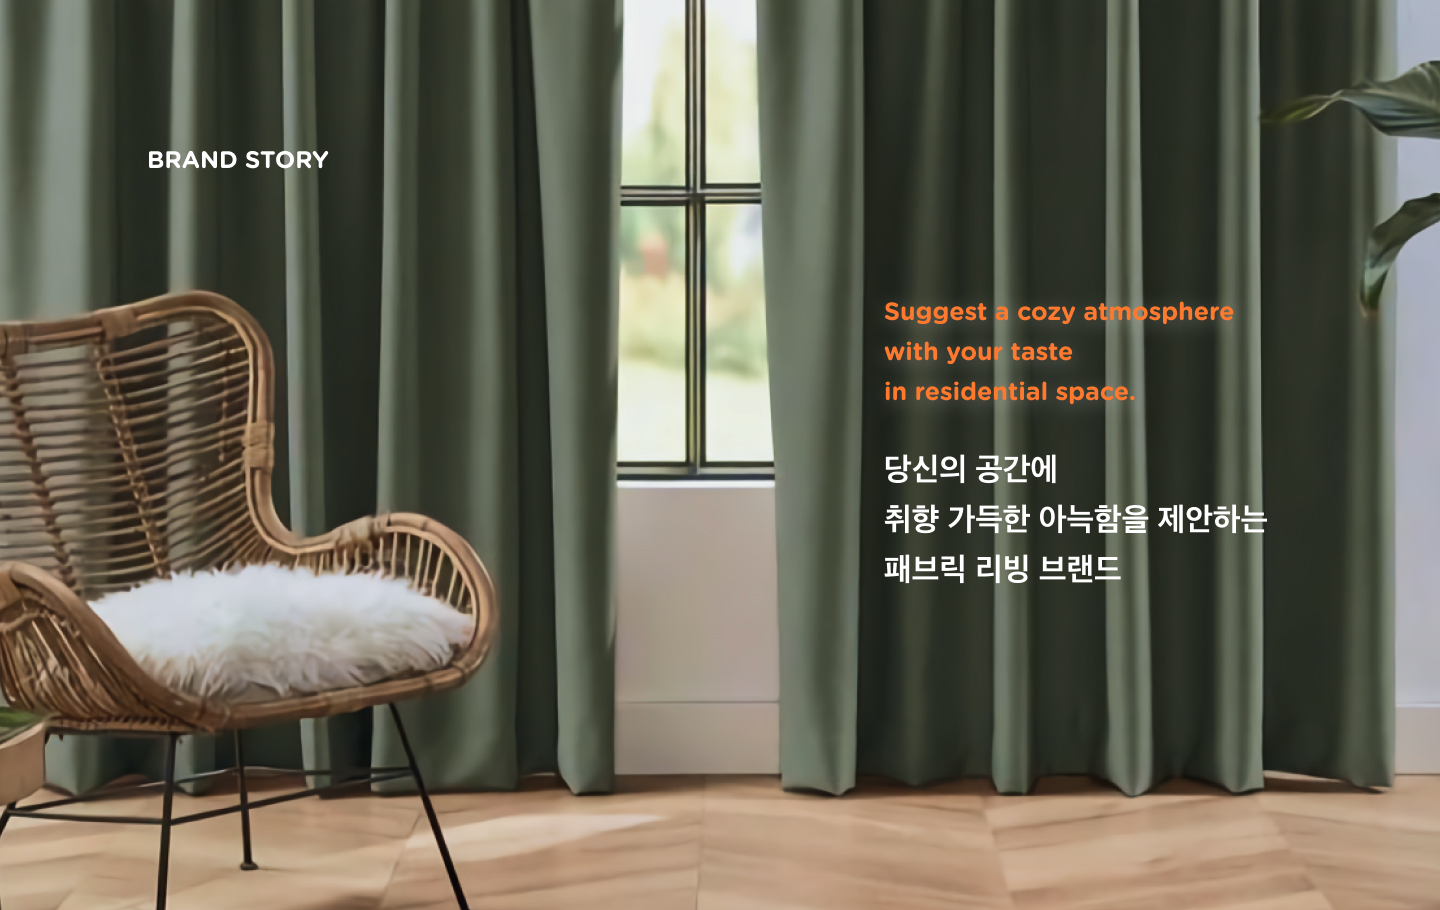 BRAND STORY
Suggest a cozy atmosphere
with your taste
in residential space.
당신의 공간에
취향 가득한 아늑함을 제안하는
패브릭 리빙 브랜드